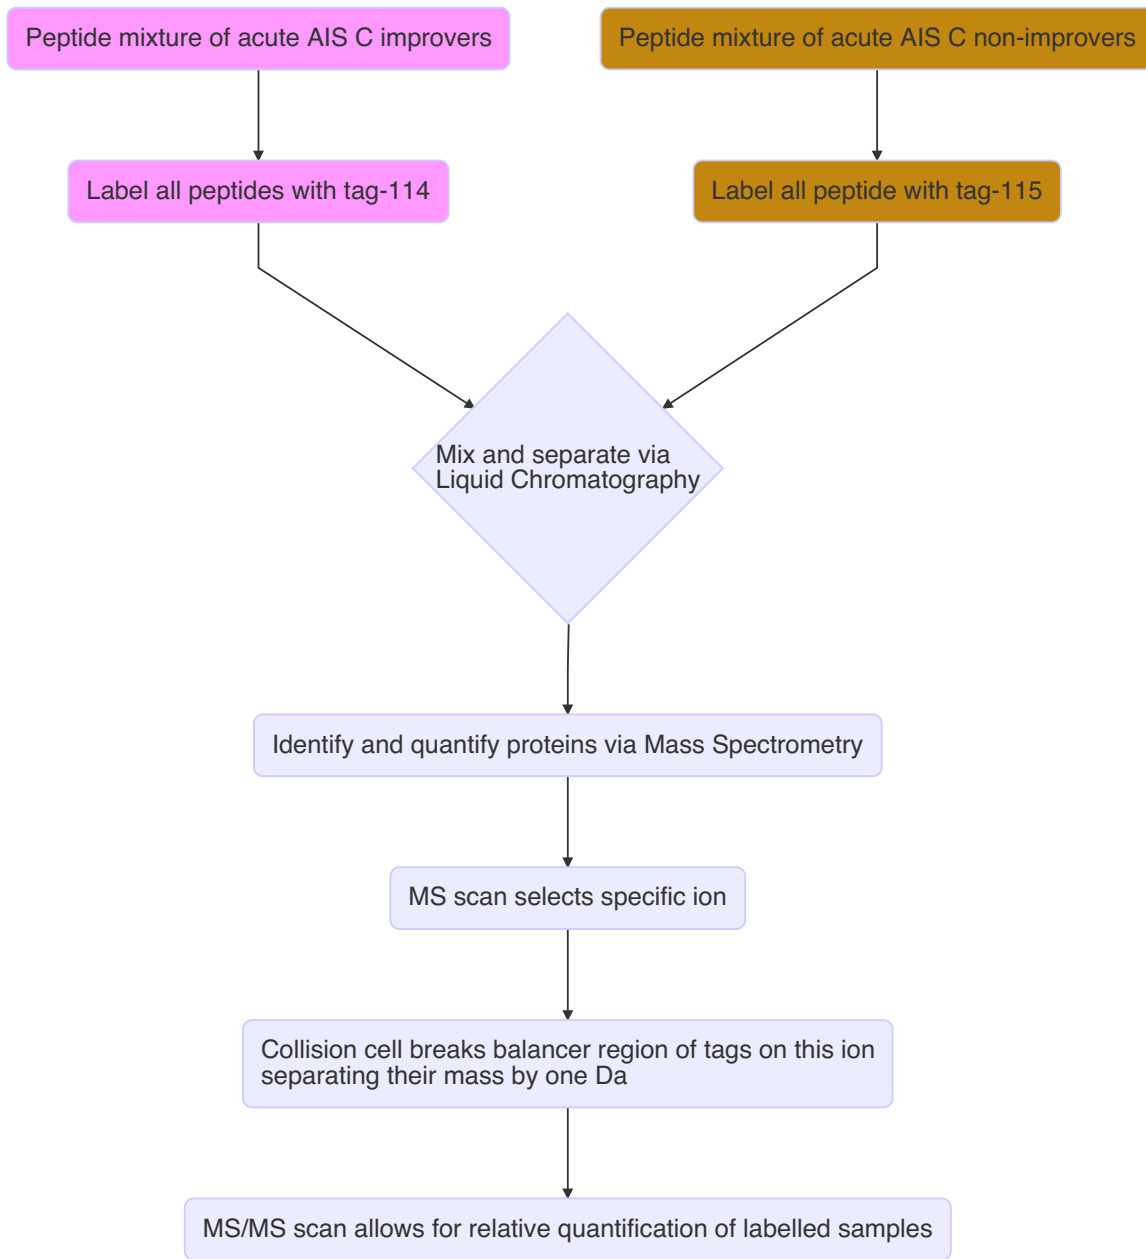 Peptide mixture of acute AIS C improvers
Peptide mixture of acute AIS C non-improvers
Label all peptides with tag-114
Label all peptide with tag-115
Mix and separate via
Liquid Chromatography
Identify and quantify proteins via Mass Spectrometry
MS scan selects specific ion
Collision cell breaks balancer region of tags on this ion
separating their mass by one Da
MS/MS scan allows for relative quantification of labelled samples